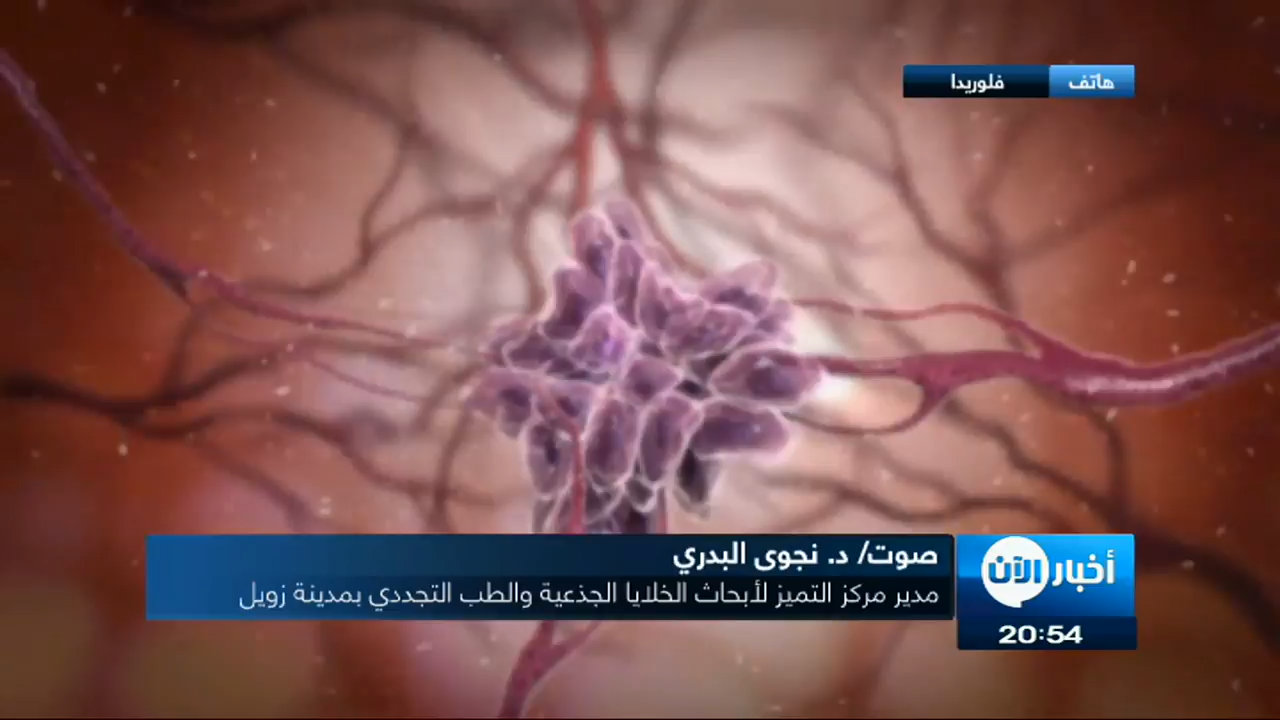 هاتف فلوريدا
صوت/ د. نجوى البدري
مدير مركز التميز لأبحاث الخلايا الجذعية والطب التجددي بمدينة زويل
أخبار الآن
20:54